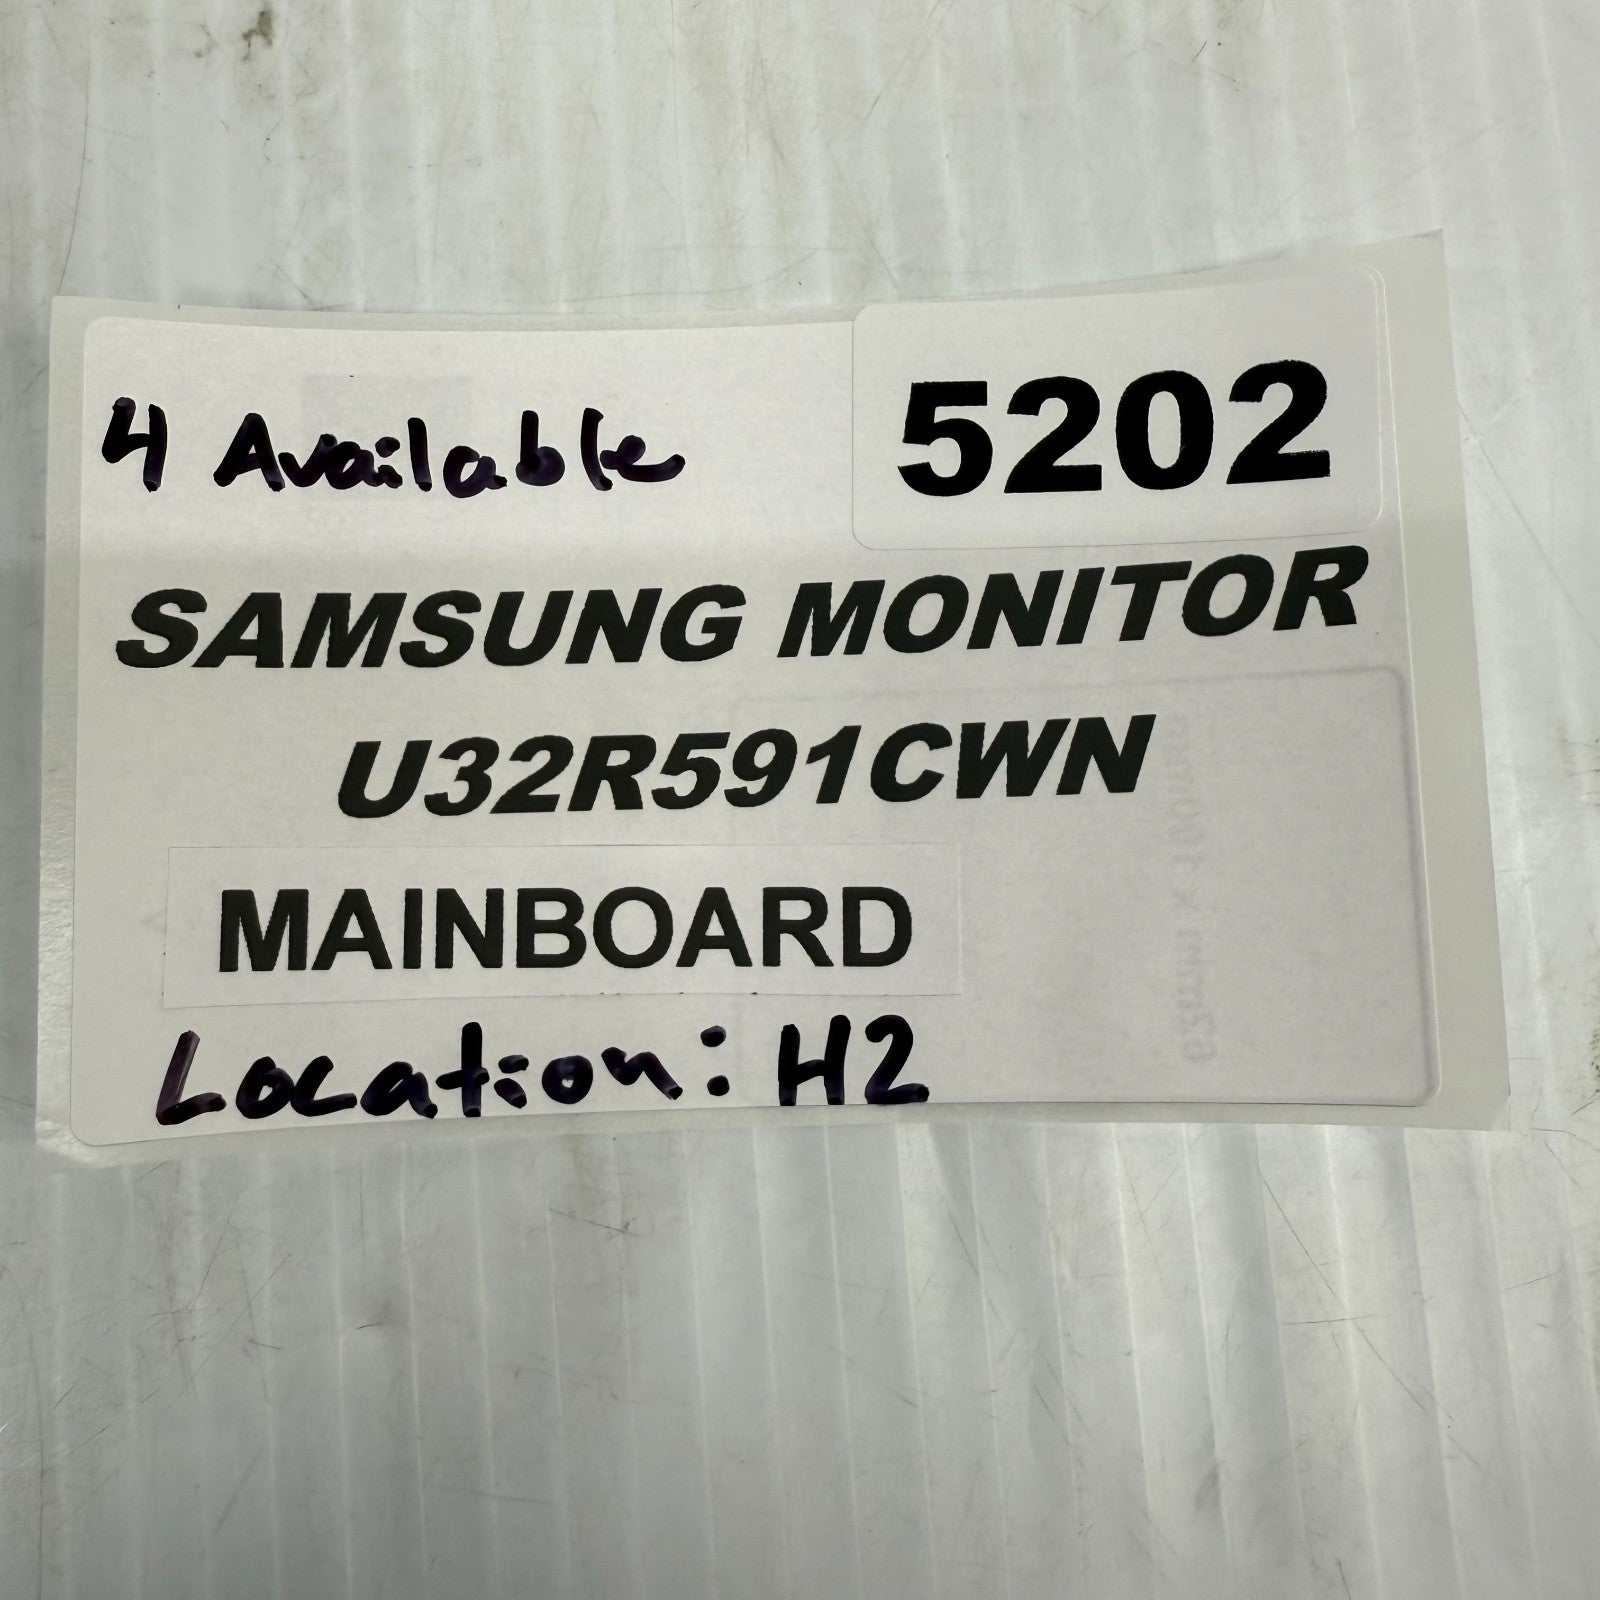 4 Available
5202
SAMSUNG MONITOR
U32R591CWN
MAINBOARD
Location: H2